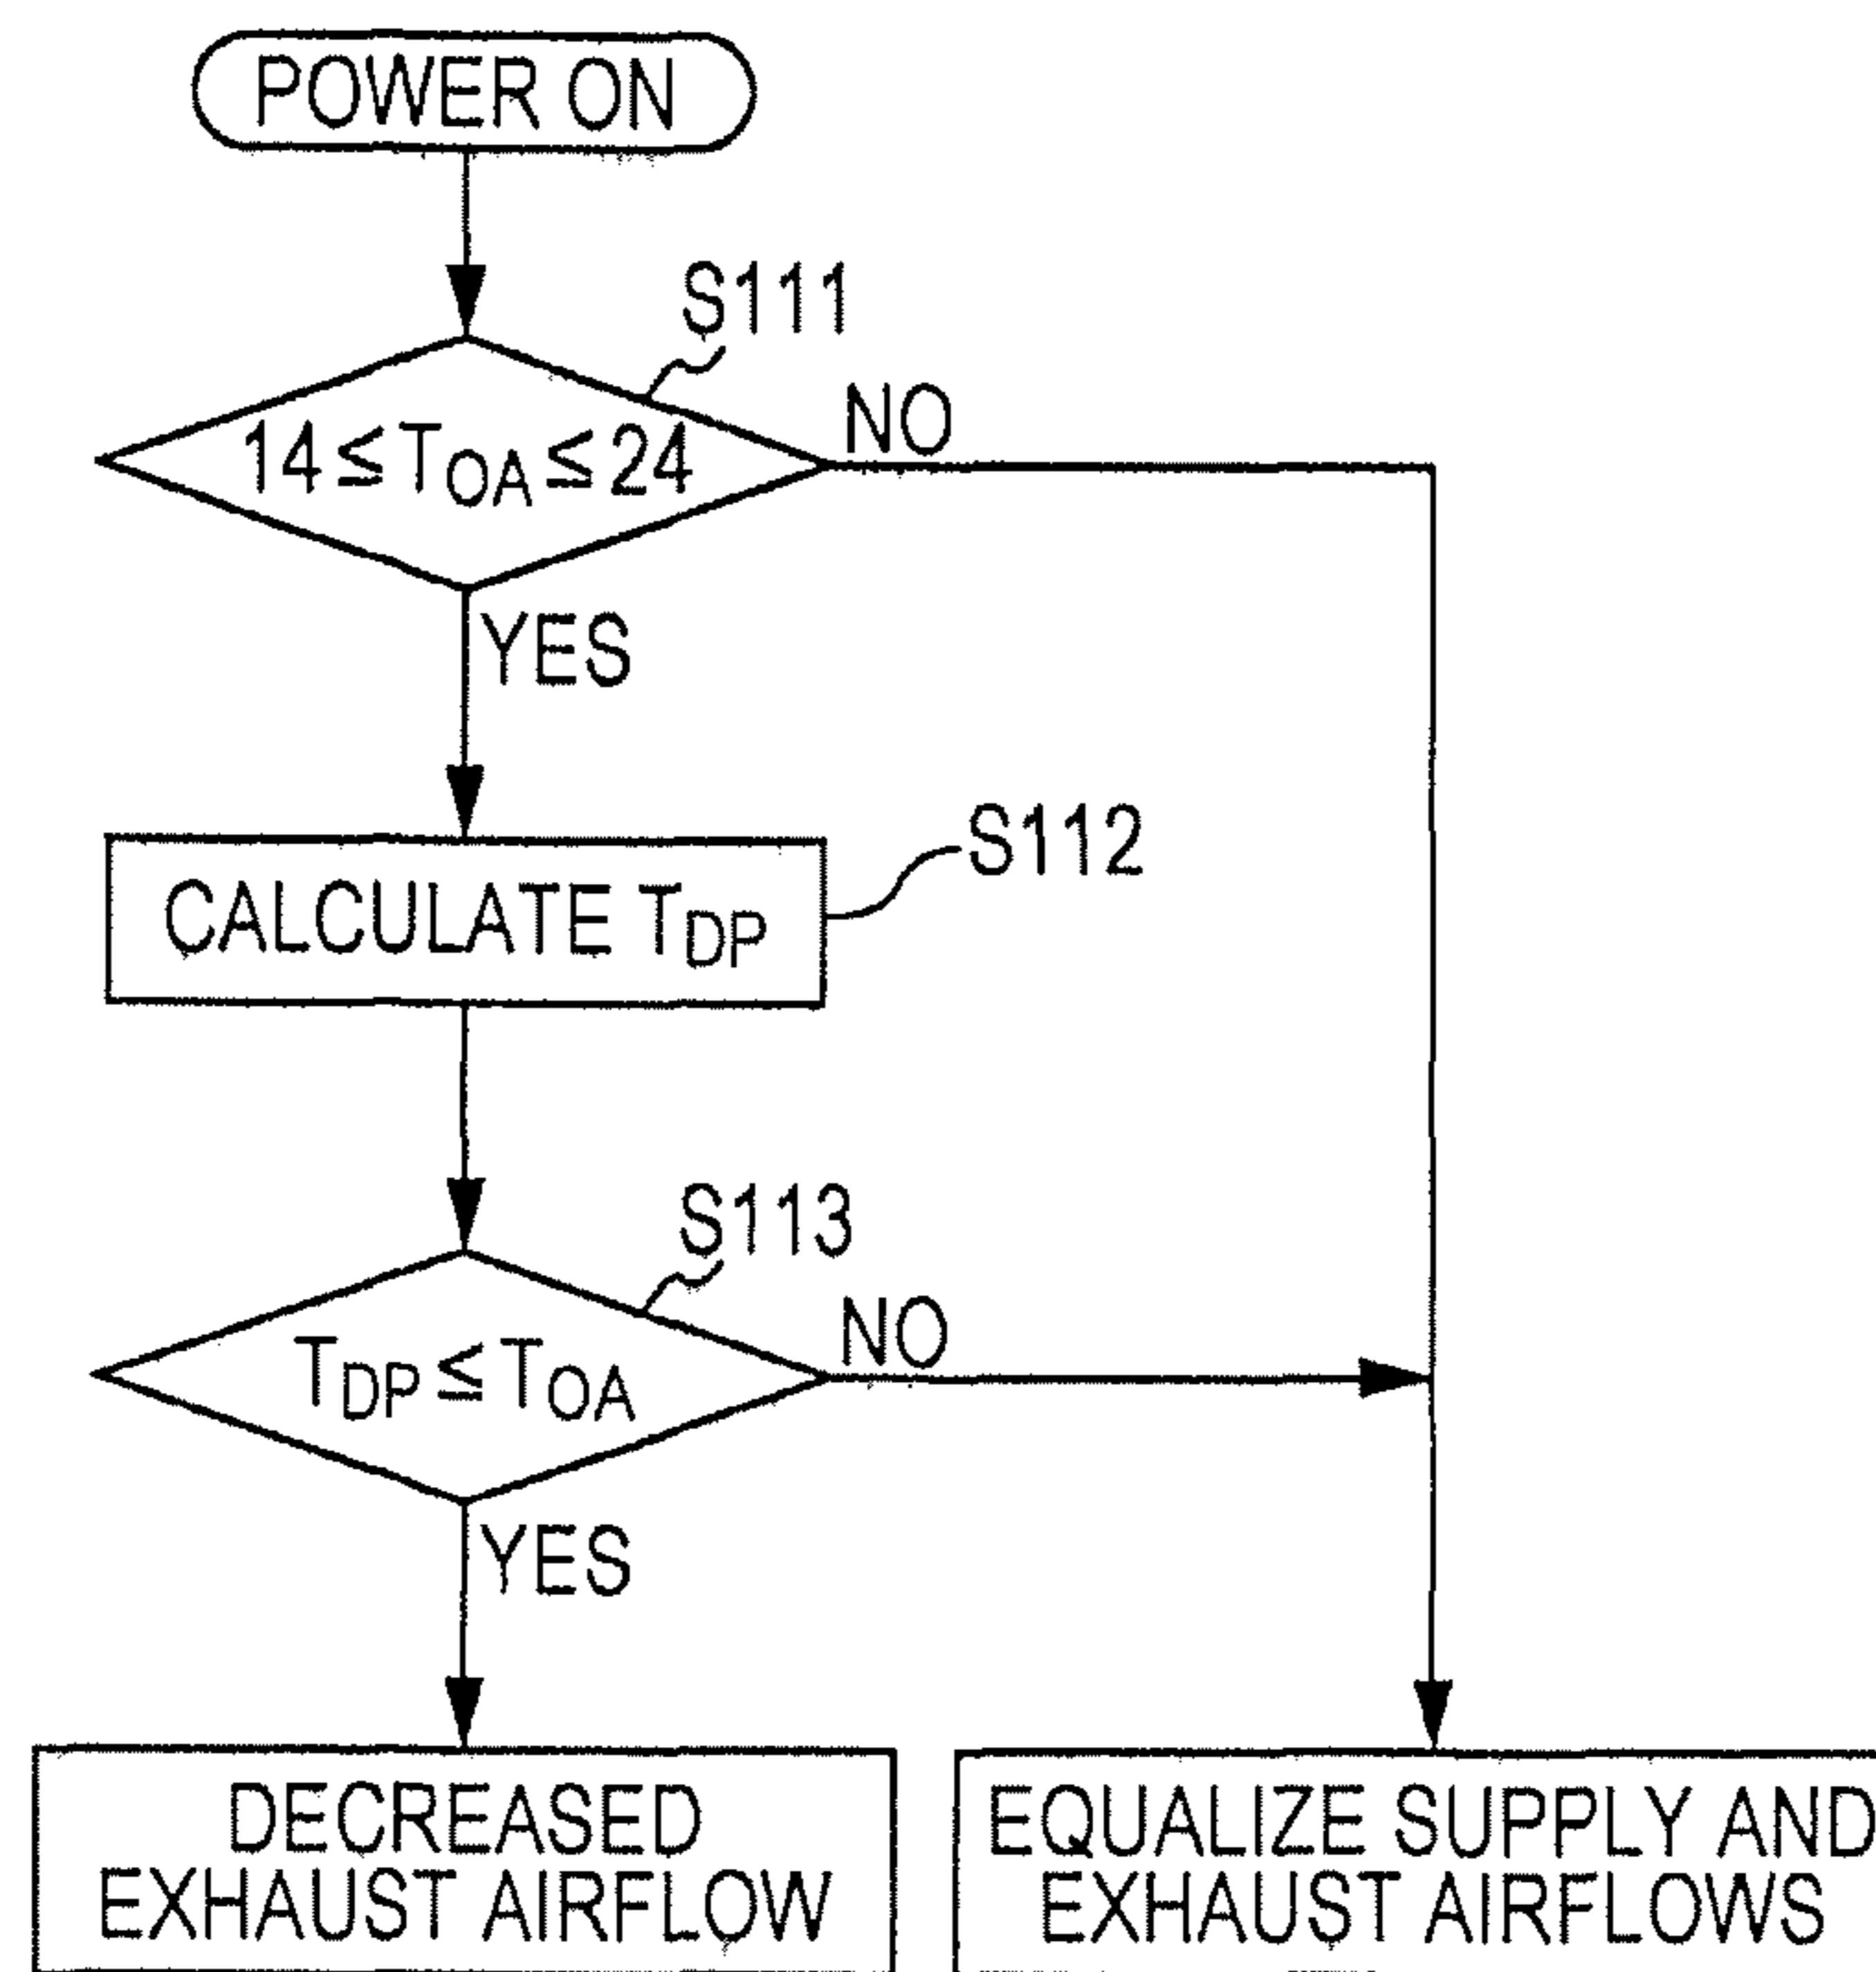 POWER ON
S111
14≤TOA≤24
NO
YES
S112
CALCULATE TDP
S113
TDP≤TOA
NO
YES
DECREASED
EXHAUST AIRFLOW
EQUALIZE SUPPLY AND
EXHAUST AIRFLOWS